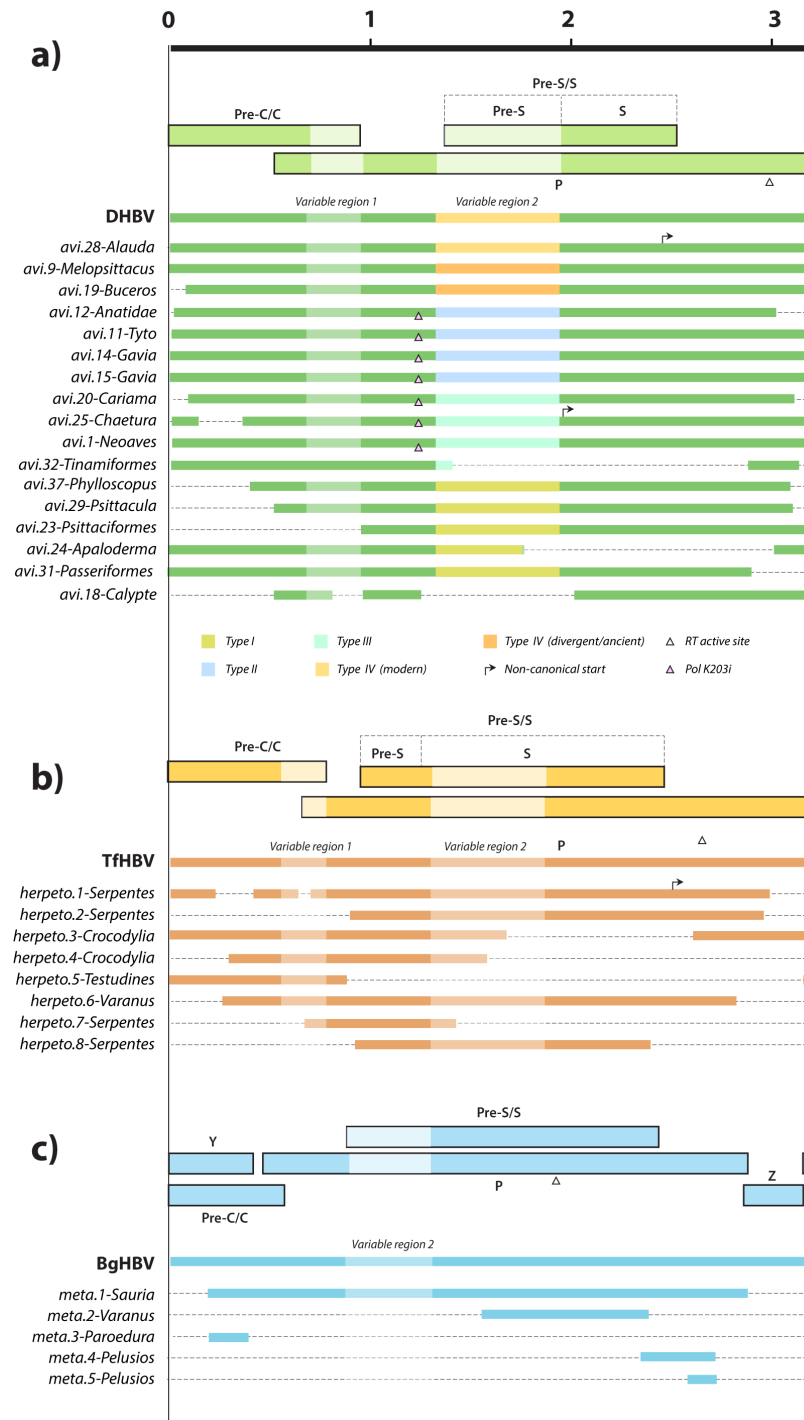 0 1 2 3
a)
Pre-S/S
Pre-C/C Pre-S S
P
Variable region 1 Variable region 2
DHBV
avi.28-Alauda
avi.9-Melopsittacus
avi.19-Buceros
avi.12-Anatidae
avi.11-Tyto
avi.14-Gavia
avi.15-Gavia
avi.20-Cariama
avi.25-Chaetura
avi.1-Neoaves
avi.32-Tinamiformes
avi.37-Phylloscopus
avi.29-Psittacula
avi.23-Psittaciformes
avi.24-Apaloderma
avi.31-Passeriformes
avi.18-Calypte
Type I Type III Type IV (divergent/ancient) RT active site
Type II Type IV (modern) Non-canonical start Pol K203i
Pre-S/S
Pre-C/C Pre-S S
b)
Variable region 1 Variable region 2 P
TfHBV
herpeto.1-Serpentes
herpeto.2-Serpentes
herpeto.3-Crocodylia
herpeto.4-Crocodylia
herpeto.5-Testudines
herpeto.6-Varanus
herpeto.7-Serpentes
herpeto.8-Serpentes
Pre-S/S
c)
Y
P Z
Pre-C/C
Variable region 2
BgHBV
meta.1-Sauria
meta.2-Varanus
meta.3-Paroedura
meta.4-Pelusios
meta.5-Pelusios